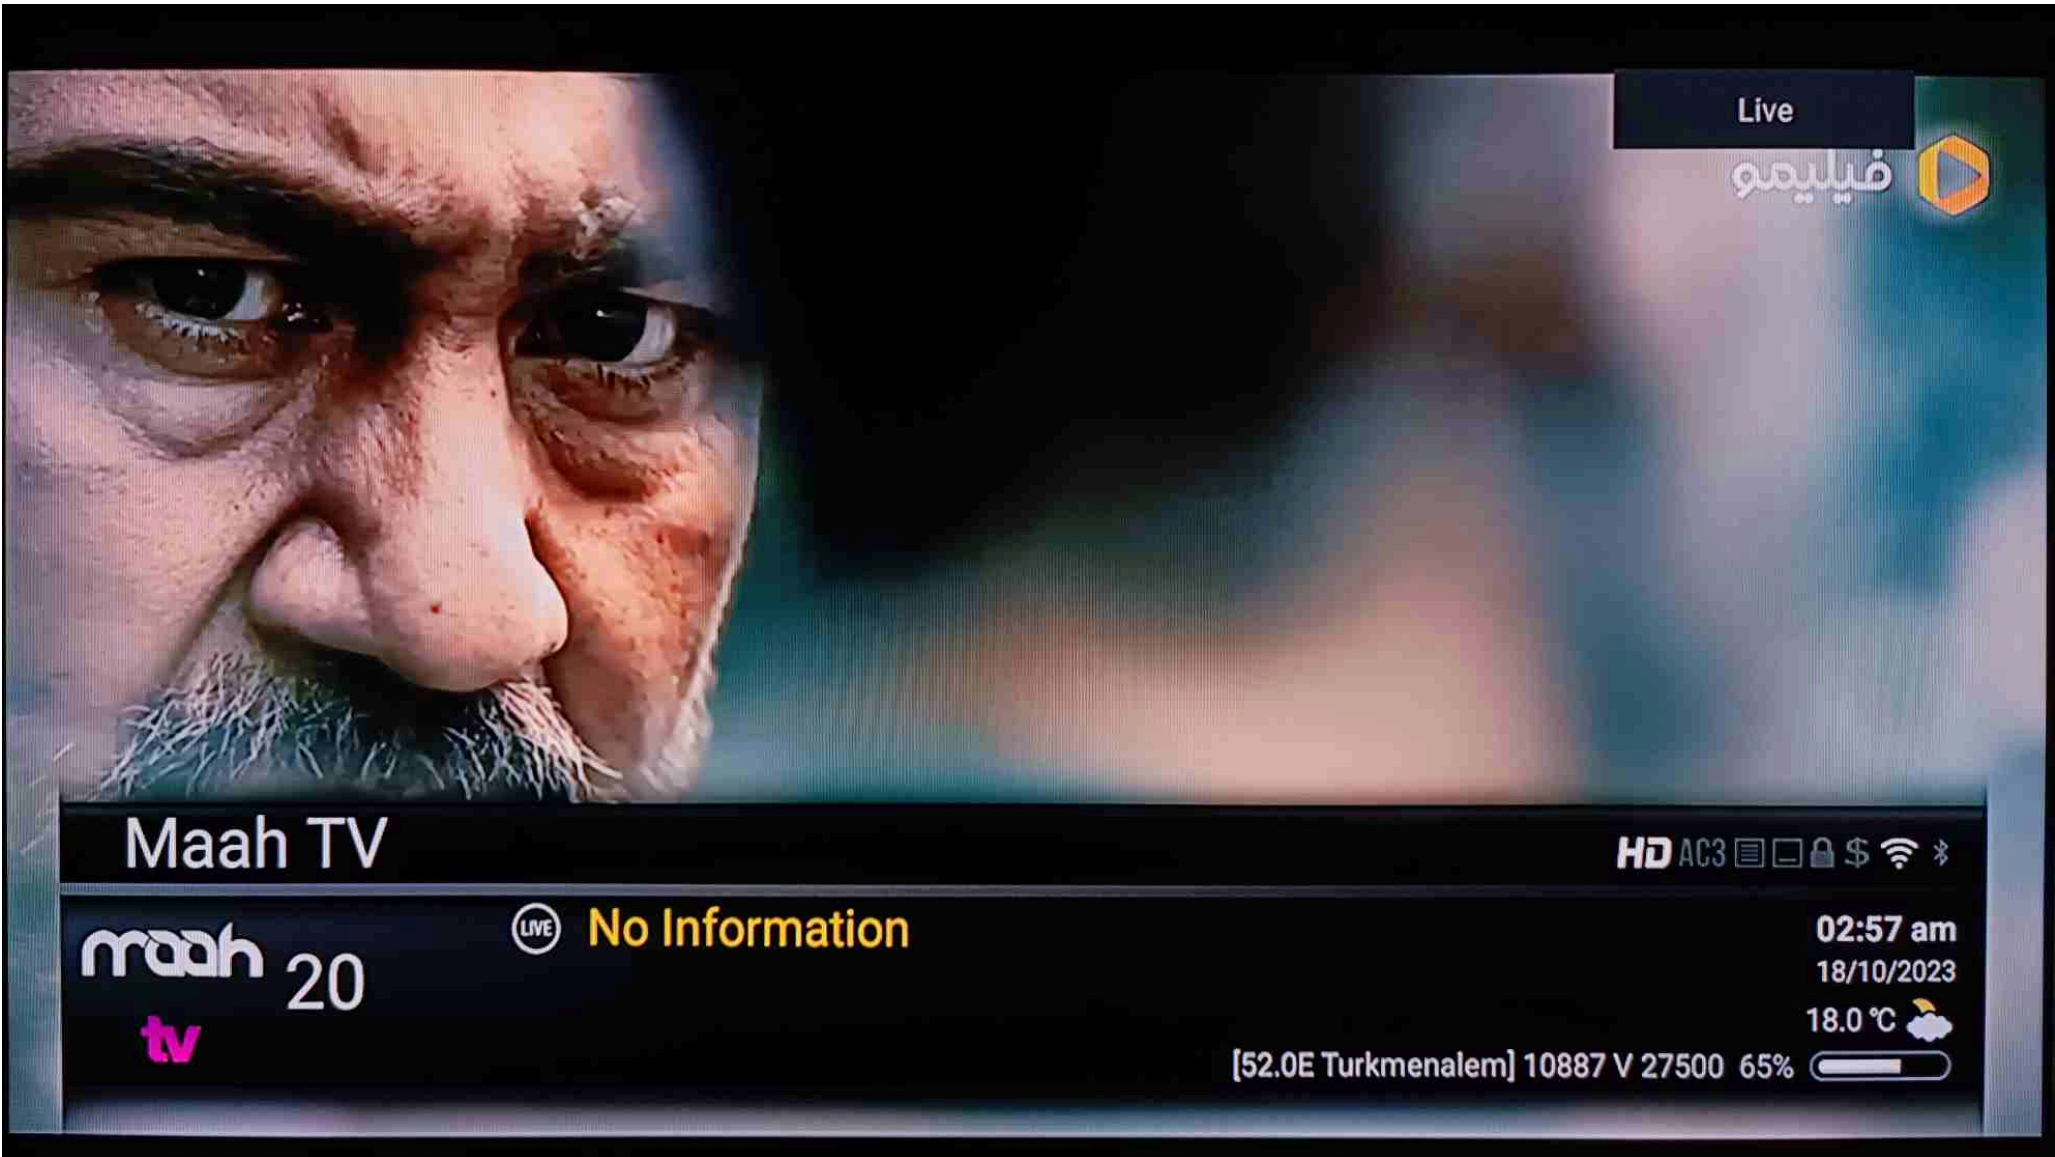 Live
فیلیمو
Maah TV
HD AC3 $
maah
tv
20
LIVE No Information
02:57 am
18/10/2023
18.0 °C
[52.0E Turkmenalem] 10887 V 27500 65%